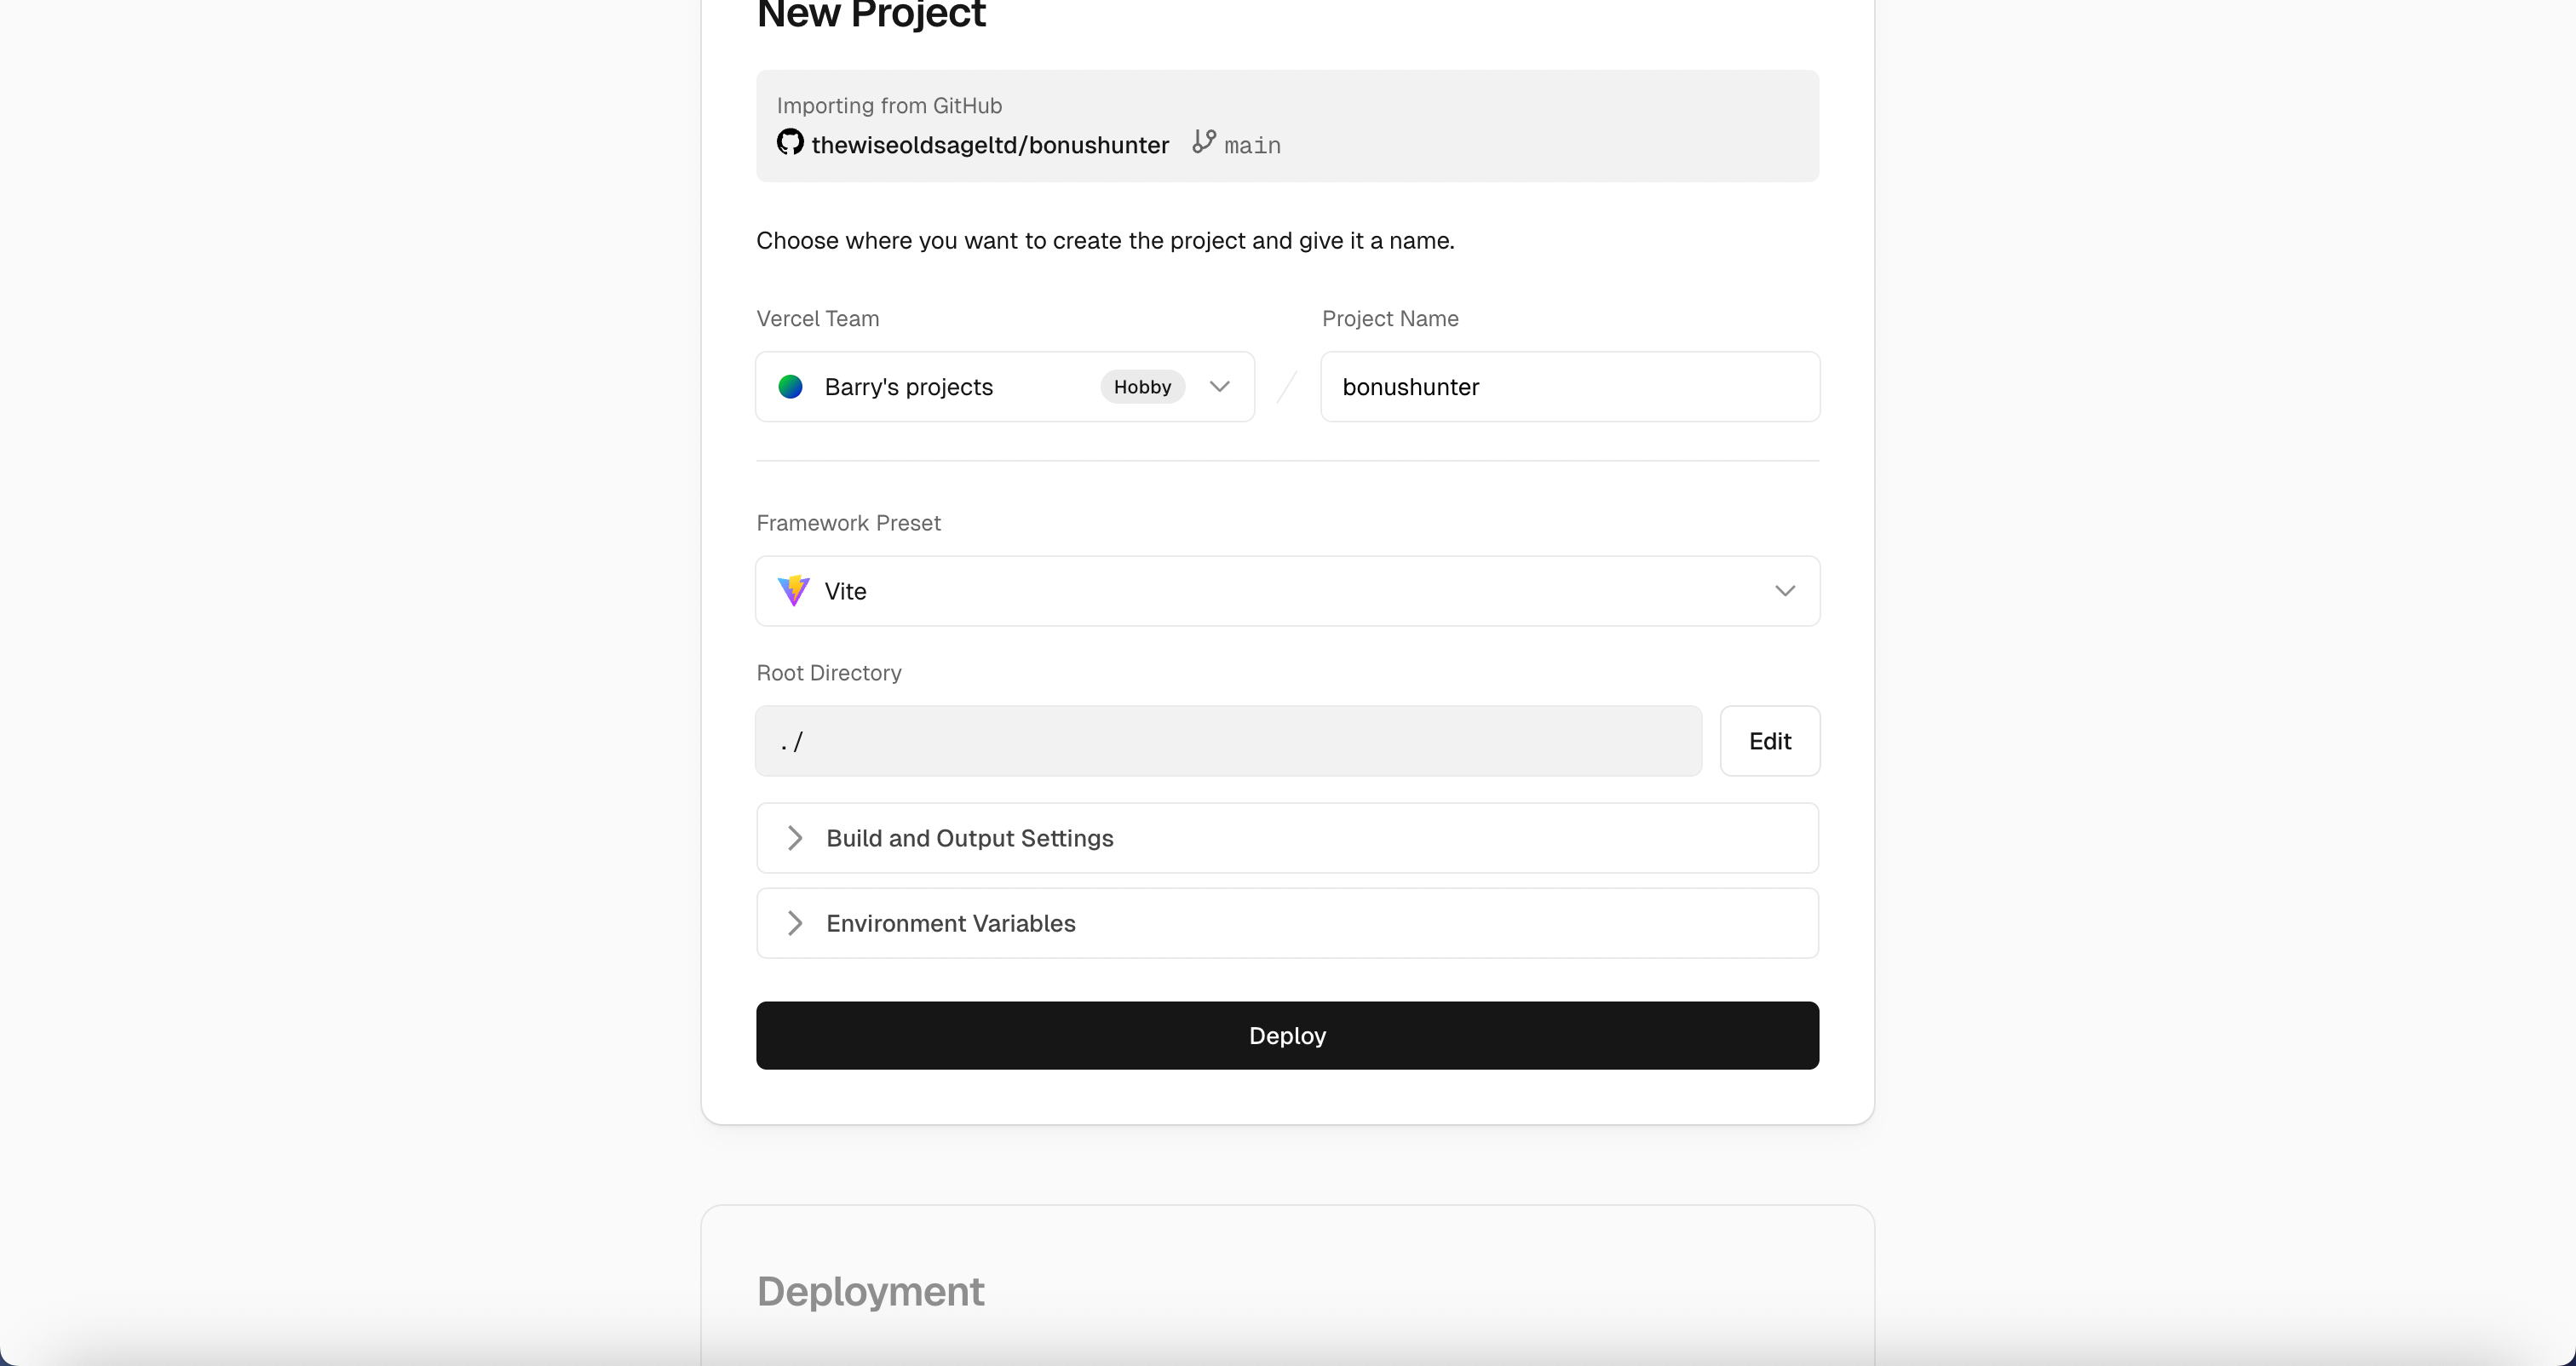 New Project
Importing from GitHub
thewiseoldsageltd/bonushunter main
Choose where you want to create the project and give it a name.
Vercel Team
Project Name
Barry's projects Hobby
/
bonushunter
Framework Preset
Vite
Root Directory
./
Edit
Build and Output Settings
Environment Variables
Deploy
Deployment